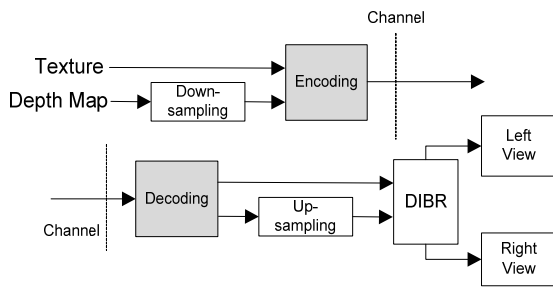 Channel
Texture
Encoding
Depth Map
Down-
sampling
Left
View
Decoding
DIBR
Up-
sampling
Channel
Right
View